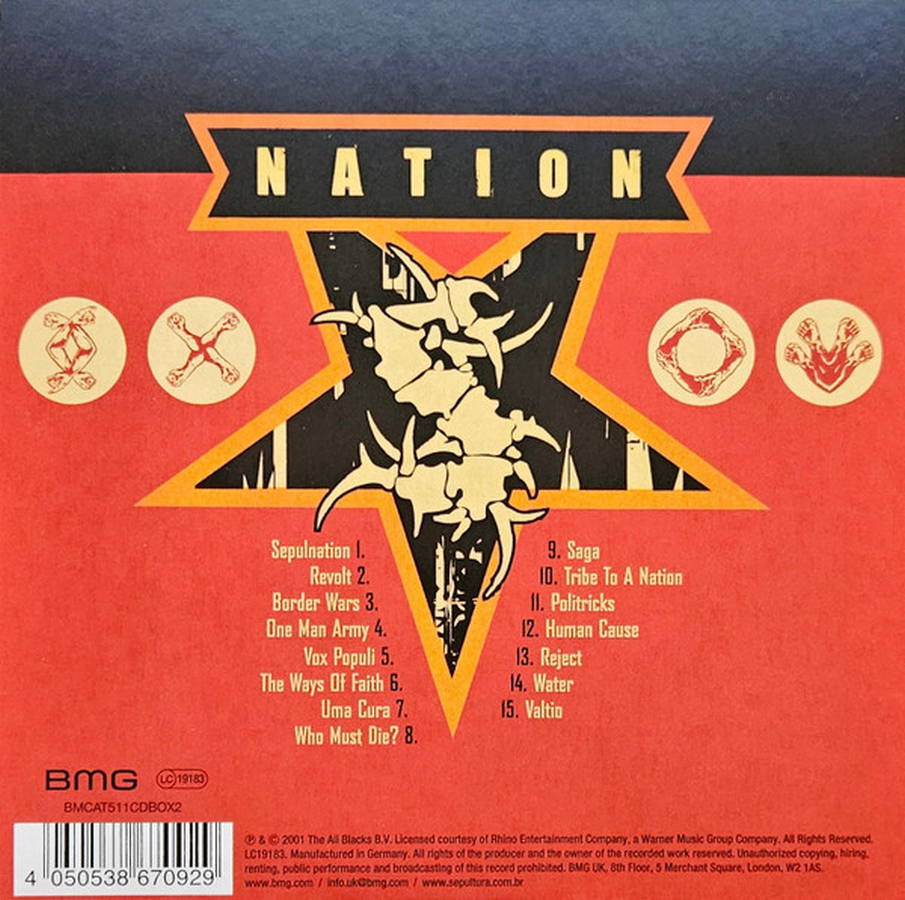 NATION
Sepulnation 1.
Revolt 2.
Border Wars 3.
One Man Army 4.
Vox Populi 5.
The Ways Of Faith 6.
Uma Cura 7.
Who Must Die? 8.
9. Saga
10. Tribe To A Nation
11. Politricks
12. Human Cause
13. Reject
14. Water
15. Valtio
BMG LC 19183
BMCAT511CDBOX2
4 050538 670929
℗ & © 2001 The All Blacks B.V. Licensed courtesy of Rhino Entertainment Company, a Warner Music Group Company. All Rights Reserved.
LC19183. Manufactured in Germany. All rights of the producer and the owner of the recorded work reserved. Unauthorized copying, hiring,
renting, public performance and broadcasting of this record prohibited. BMG UK, 8th Floor, 5 Merchant Square, London, W2 1AS.
www.bmg.com / info.uk@bmg.com / www.sepultura.com.br